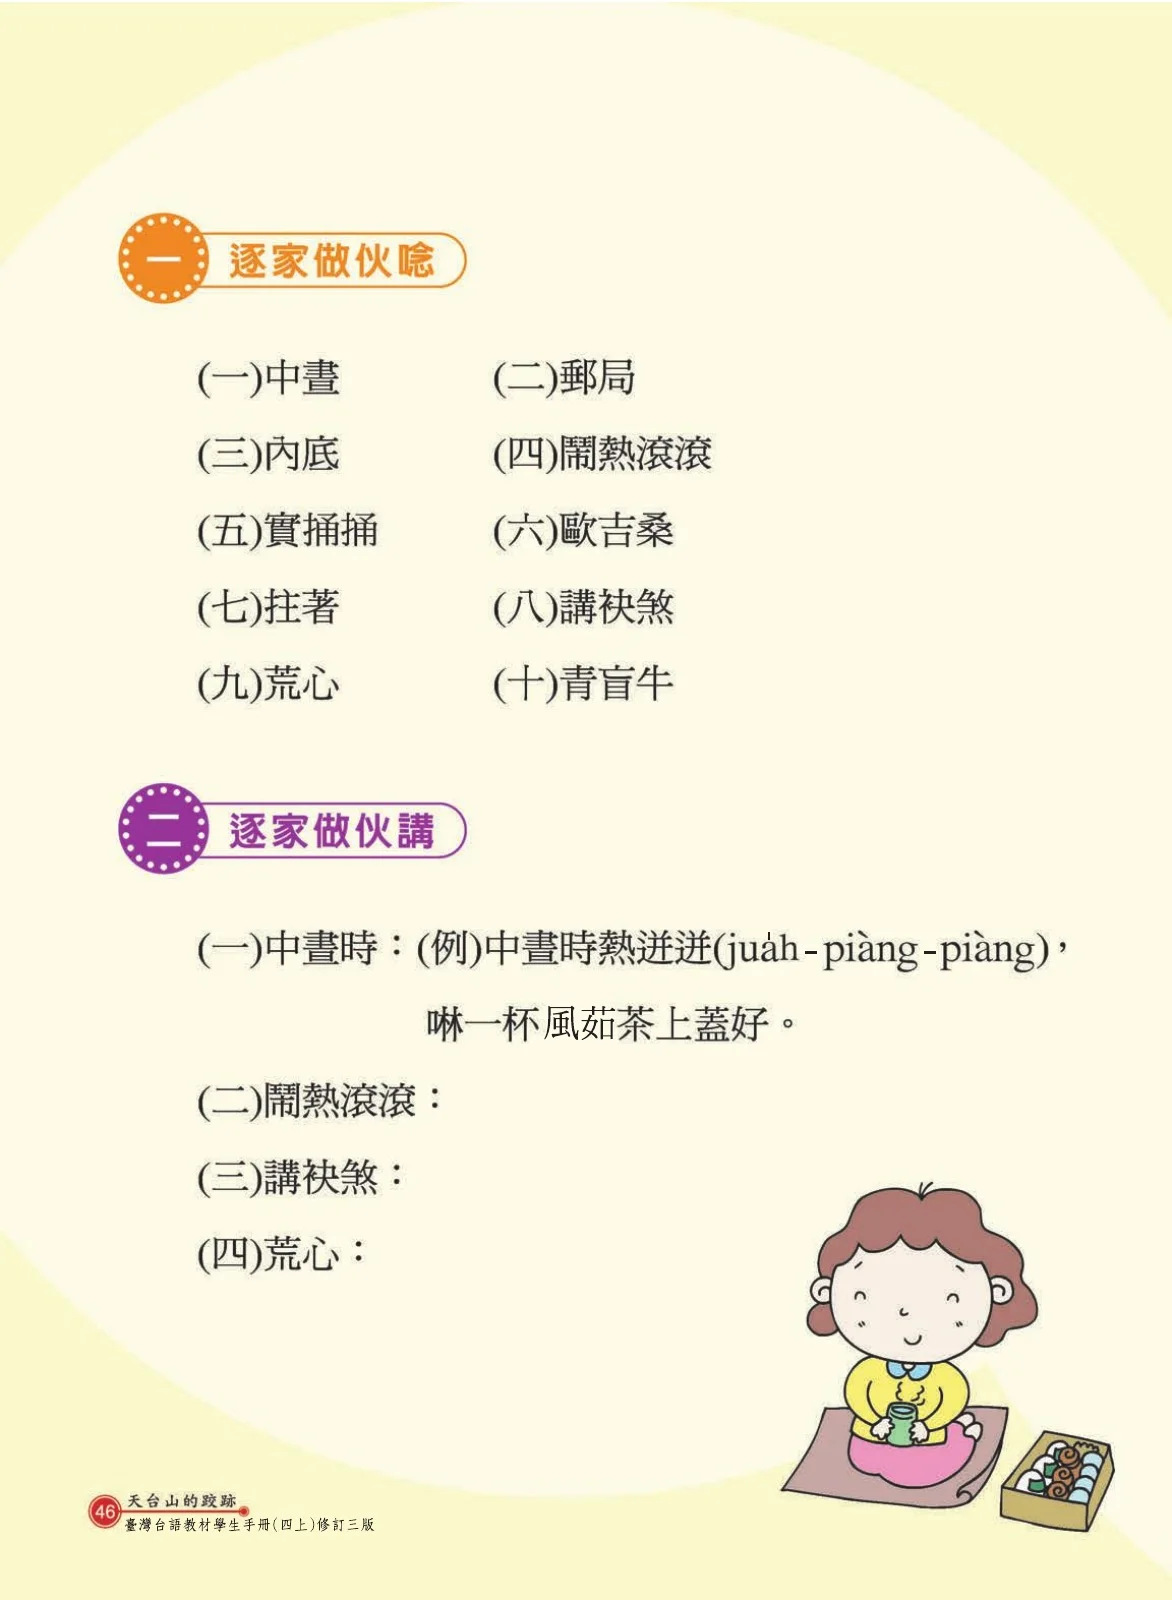 一 逐家做伙唸
(一)中晝 (二)郵局
(三)內底 (四)鬧熱滾滾
(五)實捅捅 (六)歐吉桑
(七)拄著 (八)講袂煞
(九)荒心 (十)青盲牛
二 逐家做伙講
(一)中晝時：(例)中晝時熱迸迸(jua̍h-piàng-piàng)，
啉一杯風茹茶上蓋好。
(二)鬧熱滾滾：
(三)講袂煞：
(四)荒心：
46 天台山的跤跡
臺灣台語教材學生手冊(四上)修訂三版